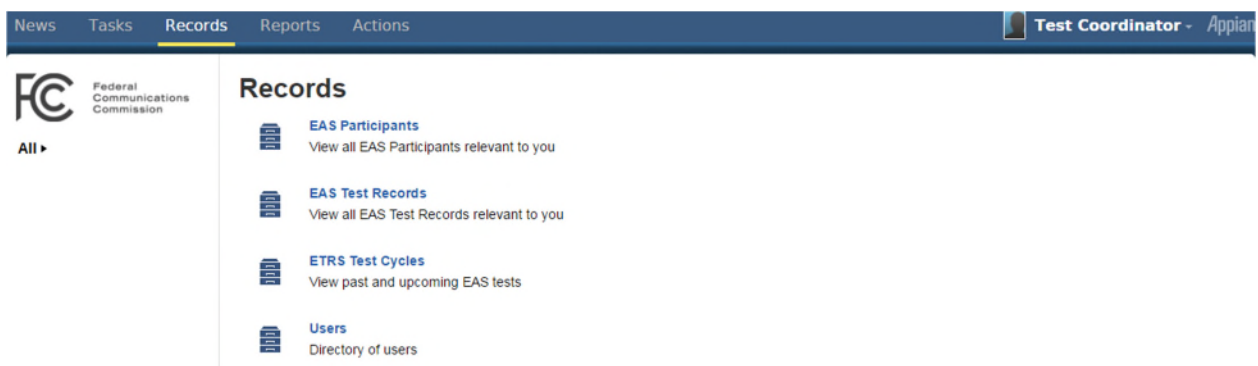 News Tasks Records Reports Actions Test Coordinator Appian
FC Federal
Communications
Commission
All
Records
EAS Participants
View all EAS Participants relevant to you
EAS Test Records
View all EAS Test Records relevant to you
ETRS Test Cycles
View past and upcoming EAS tests
Users
Directory of users